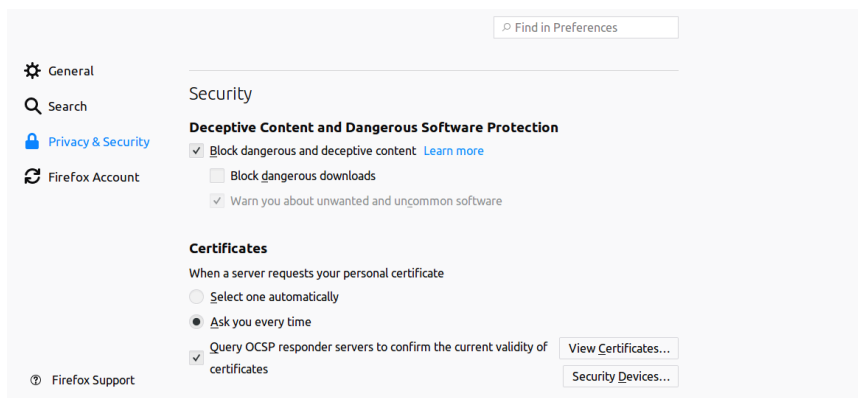 Find in Preferences
General
Search
Privacy & Security
Firefox Account
Security
Deceptive Content and Dangerous Software Protection
Block dangerous and deceptive content Learn more
Block dangerous downloads
Warn you about unwanted and uncommon software
Certificates
When a server requests your personal certificate
Select one automatically
Ask you every time
Query OCSP responder servers to confirm the current validity of
certificates
View Certificates...
Security Devices...
Firefox Support